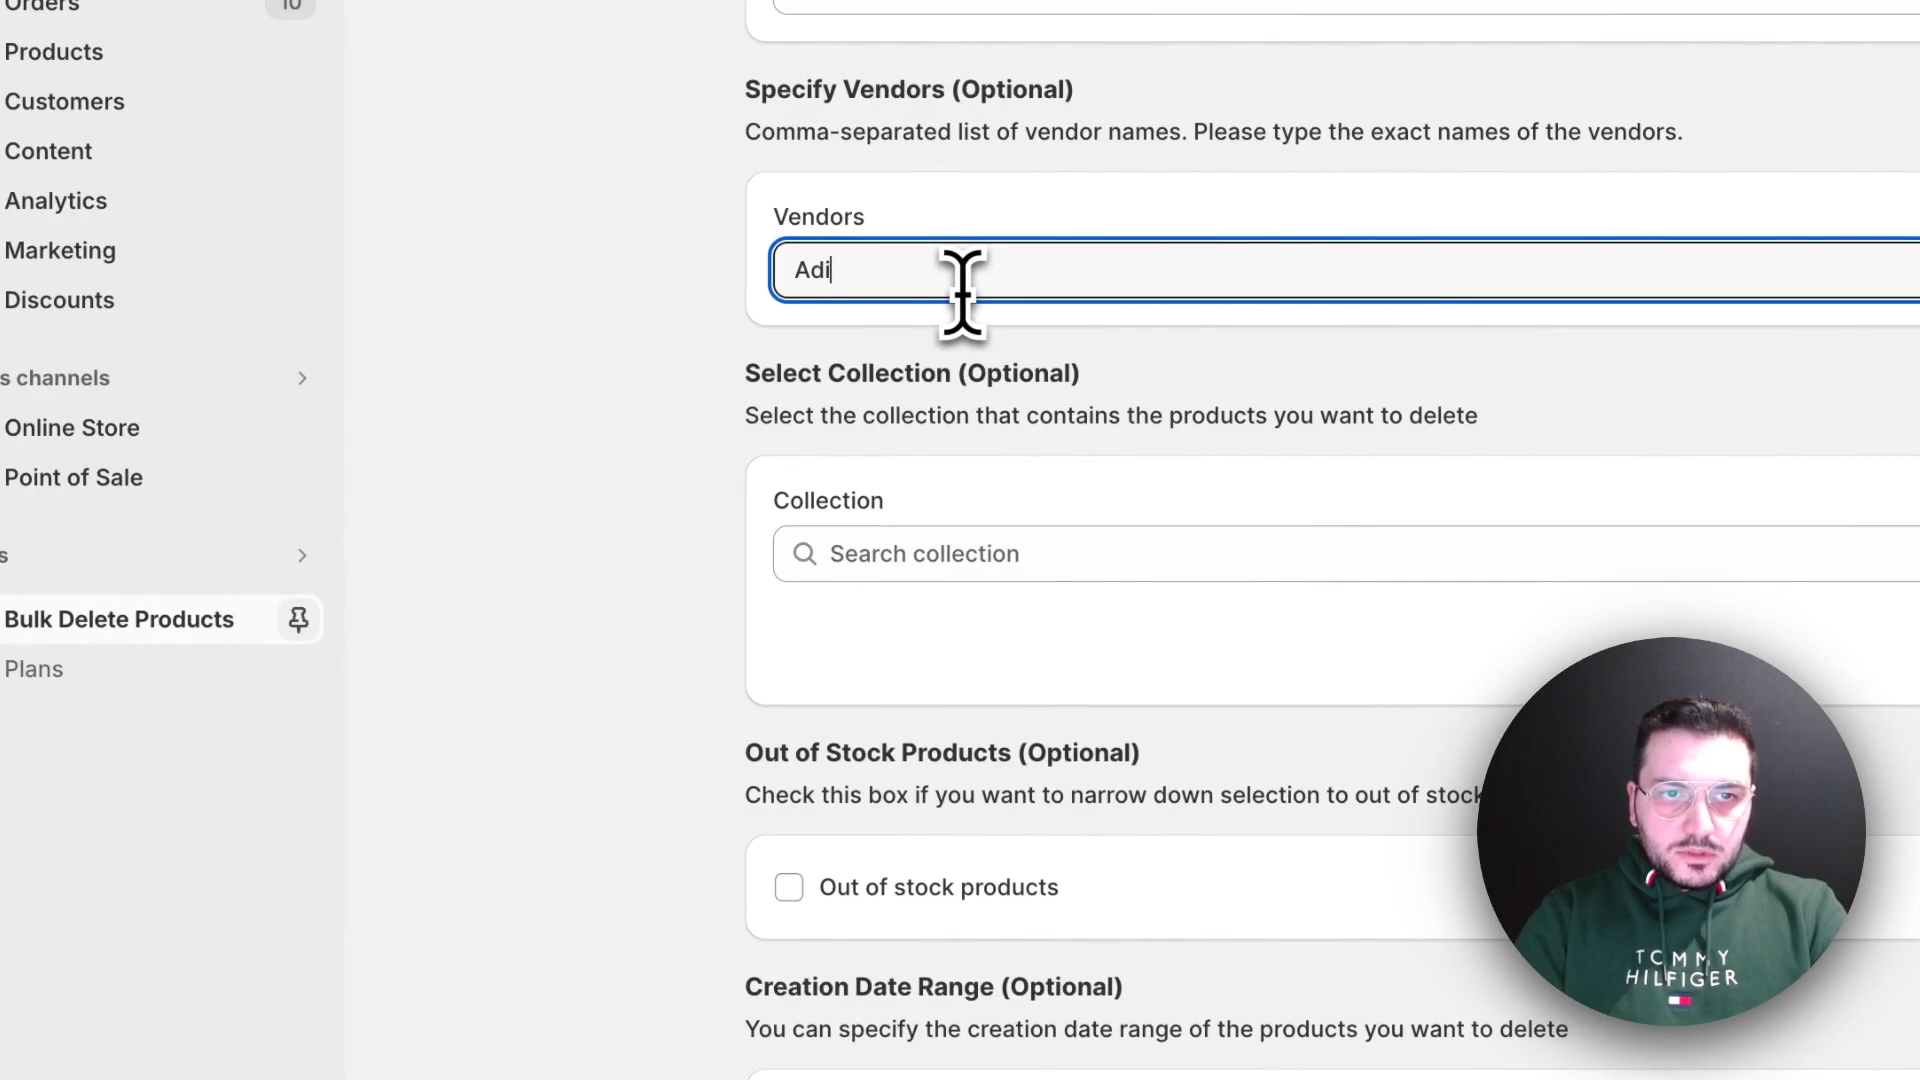 Orders
10
Products
Customers
Content
Analytics
Marketing
Discounts
s channels
Online Store
Point of Sale
s
Bulk Delete Products
Plans
Specify Vendors (Optional)
Comma-separated list of vendor names. Please type the exact names of the vendors.
Vendors
Adi
Select Collection (Optional)
Select the collection that contains the products you want to delete
Collection
Search collection
Out of Stock Products (Optional)
Check this box if you want to narrow down selection to out of stock
Out of stock products
Creation Date Range (Optional)
You can specify the creation date range of the products you want to delete
TOMMY
HILFIGER